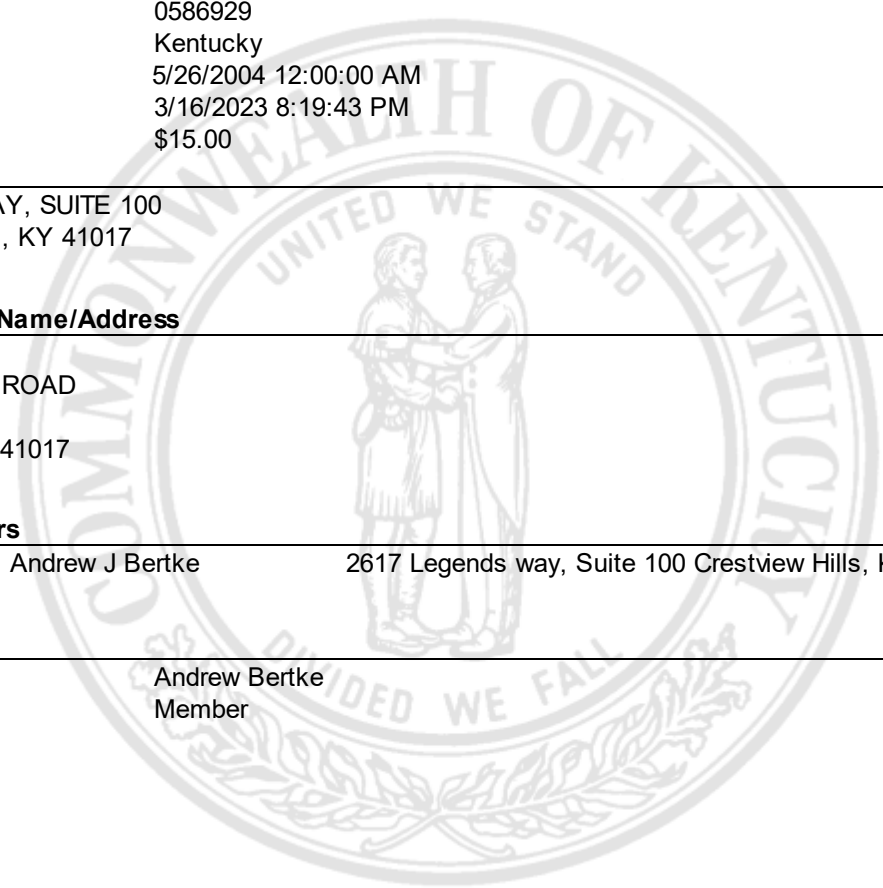 0586929
Kentucky
5/26/2004 12:00:00 AM
3/16/2023 8:19:43 PM
$15.00
AY, SUITE 100
, KY 41017
Name/Address
ROAD
41017
rs
Andrew J Bertke 2617 Legends way, Suite 100 Crestview Hills, K
Andrew Bertke
Member
COMMONWEALTH OF KENTUCKY
UNITED WE STAND
DIVIDED WE FALL